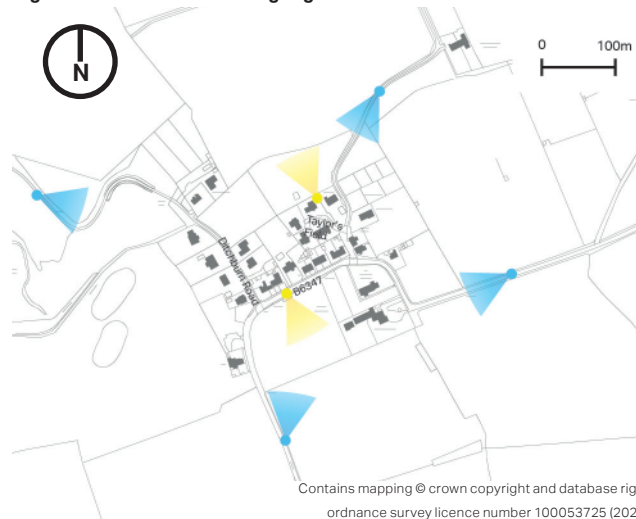 N
0 100m
Taylor's
Field
Ditchburn Road
B6347
Contains mapping © crown copyright and database rig
ordnance survey licence number 100053725 (202